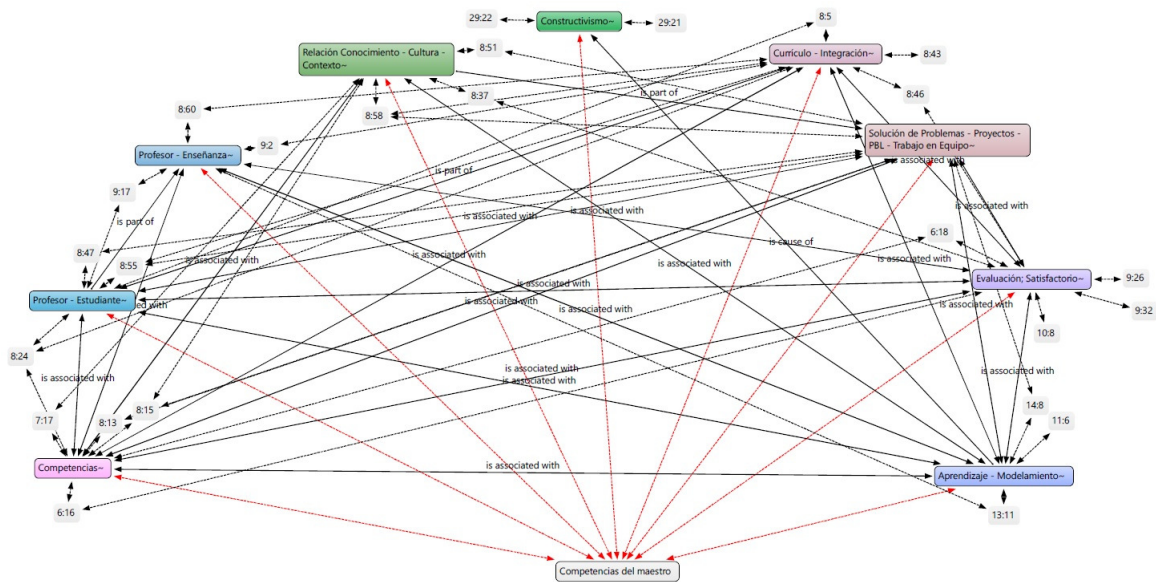 8:5
29:22
Constructivismo~
29:21
Relación Conocimiento - Cultura -
Contexto~
8:51
Currículo - Integración~
8:43
8:37
8:46
8:60
8:58
is part of
Solución de Problemas - Proyectos -
PBL - Trabajo en Equipo~
9:2
Profesor - Enseñanza~
is associated with
is part of
9:17
is associated with
is part of
is associated with
is associated with
6:18
is cause of
8:47
is associated with
is associated with
8:55
is associated with
Evaluación; Satisfactorio~
9:26
is associated with
Profesor - Estudiante~
is associated with
9:32
10:8
8:24
is associated with
is associated with
is associated with
is associated with
14:8
8:15
7:17
8:13
11:6
Competencias~
is associated with
Aprendizaje - Modelamiento~
6:16
13:11
Competencias del maestro